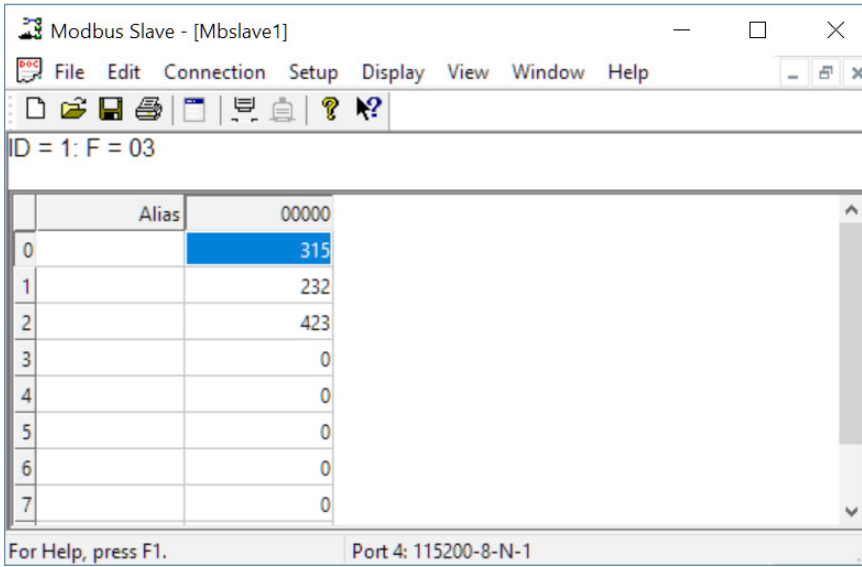 Modbus Slave - [Mbslave1]
DOC File Edit Connection Setup Display View Window Help
ID = 1: F = 03
Alias 00000
0 315
1 232
2 423
3 0
4 0
5 0
6 0
7 0
For Help, press F1. Port 4: 115200-8-N-1